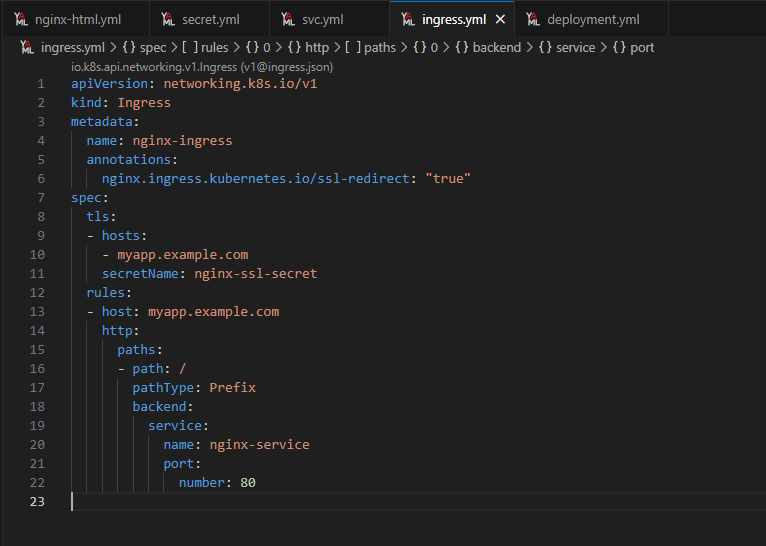 nginx-html.yml secret.yml svc.yml ingress.yml × deployment.yml
ingress.yml > {} spec > [ ] rules > {} 0 > {} http > [ ] paths > {} 0 > {} backend > {} service > {} port
io.k8s.api.networking.v1.Ingress (v1@ingress.json)
1 apiVersion: networking.k8s.io/v1
2 kind: Ingress
3 metadata:
4   name: nginx-ingress
5   annotations:
6     nginx.ingress.kubernetes.io/ssl-redirect: "true"
7 spec:
8   tls:
9   - hosts:
10     - myapp.example.com
11     secretName: nginx-ssl-secret
12   rules:
13   - host: myapp.example.com
14     http:
15       paths:
16       - path: /
17         pathType: Prefix
18         backend:
19           service:
20             name: nginx-service
21             port:
22               number: 80
23